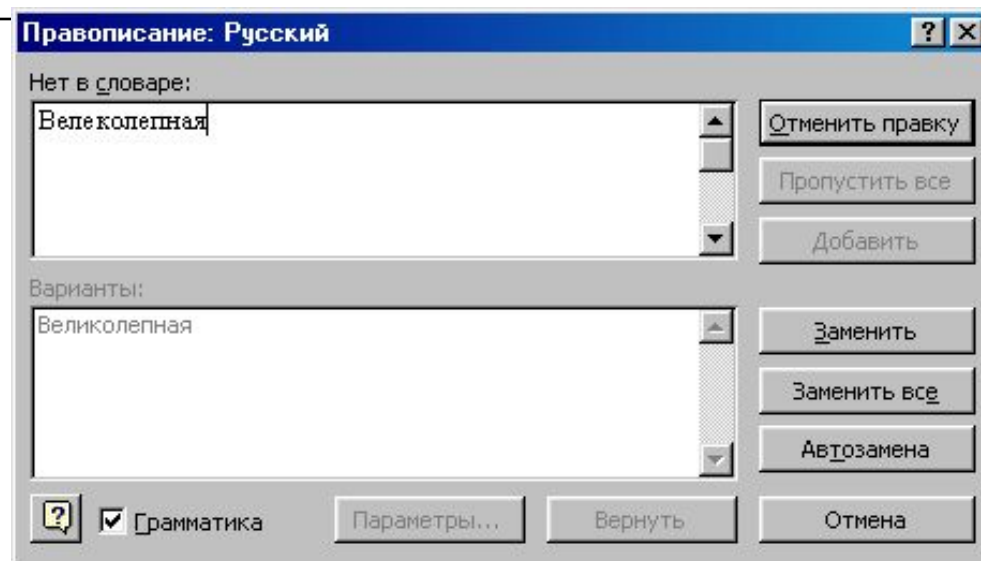 Правописание: Русский
Нет в словаре:
Велеколепная
Отменить правку
Пропустить все
Добавить
Варианты:
Великолепная
Заменить
Заменить все
Автозамена
Грамматика
Параметры...
Вернуть
Отмена